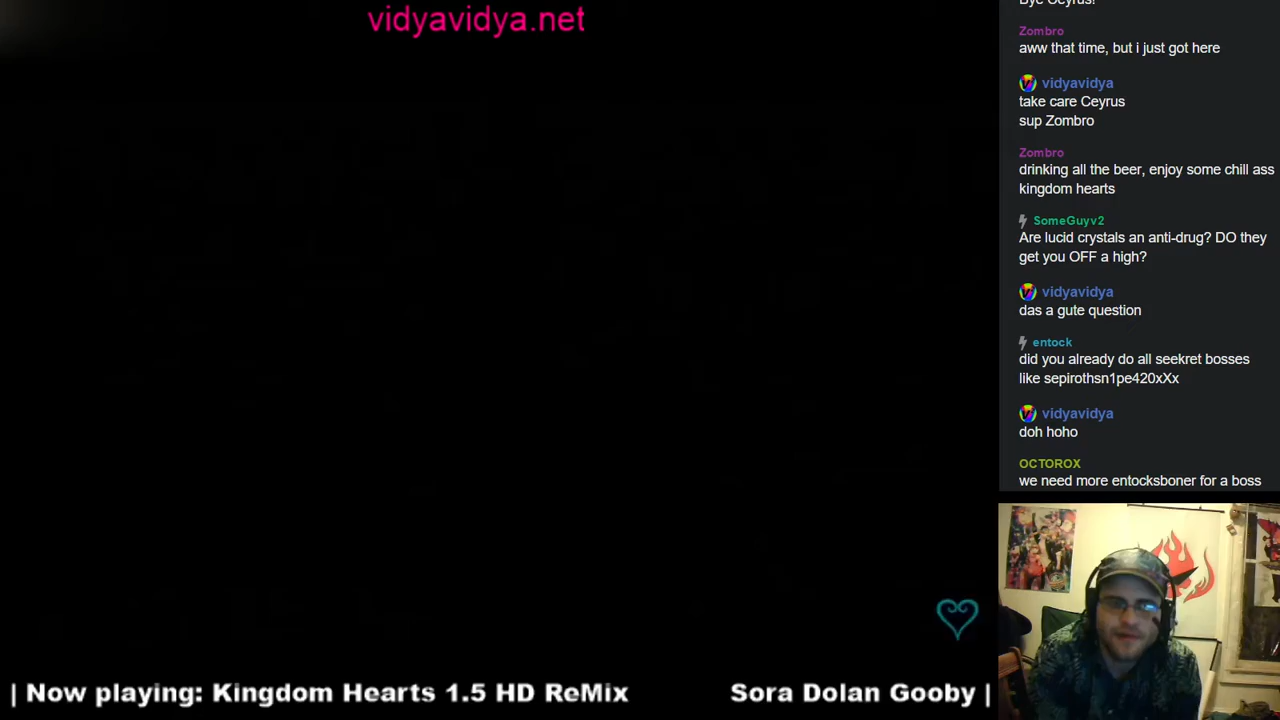 vidyavidya.net
Bye Ceyrus!
Zombro
aww that time, but i just got here
vidyavidya
take care Ceyrus
sup Zombro
Zombro
drinking all the beer, enjoy some chill ass
kingdom hearts
SomeGuyv2
Are lucid crystals an anti-drug? DO they
get you OFF a high?
vidyavidya
das a gute question
entock
did you already do all seekret bosses
like sepirothsn1pe420xXx
vidyavidya
doh hoho
OCTOROX
we need more entocksboner for a boss
| Now playing: Kingdom Hearts 1.5 HD ReMix Sora Dolan Gooby |